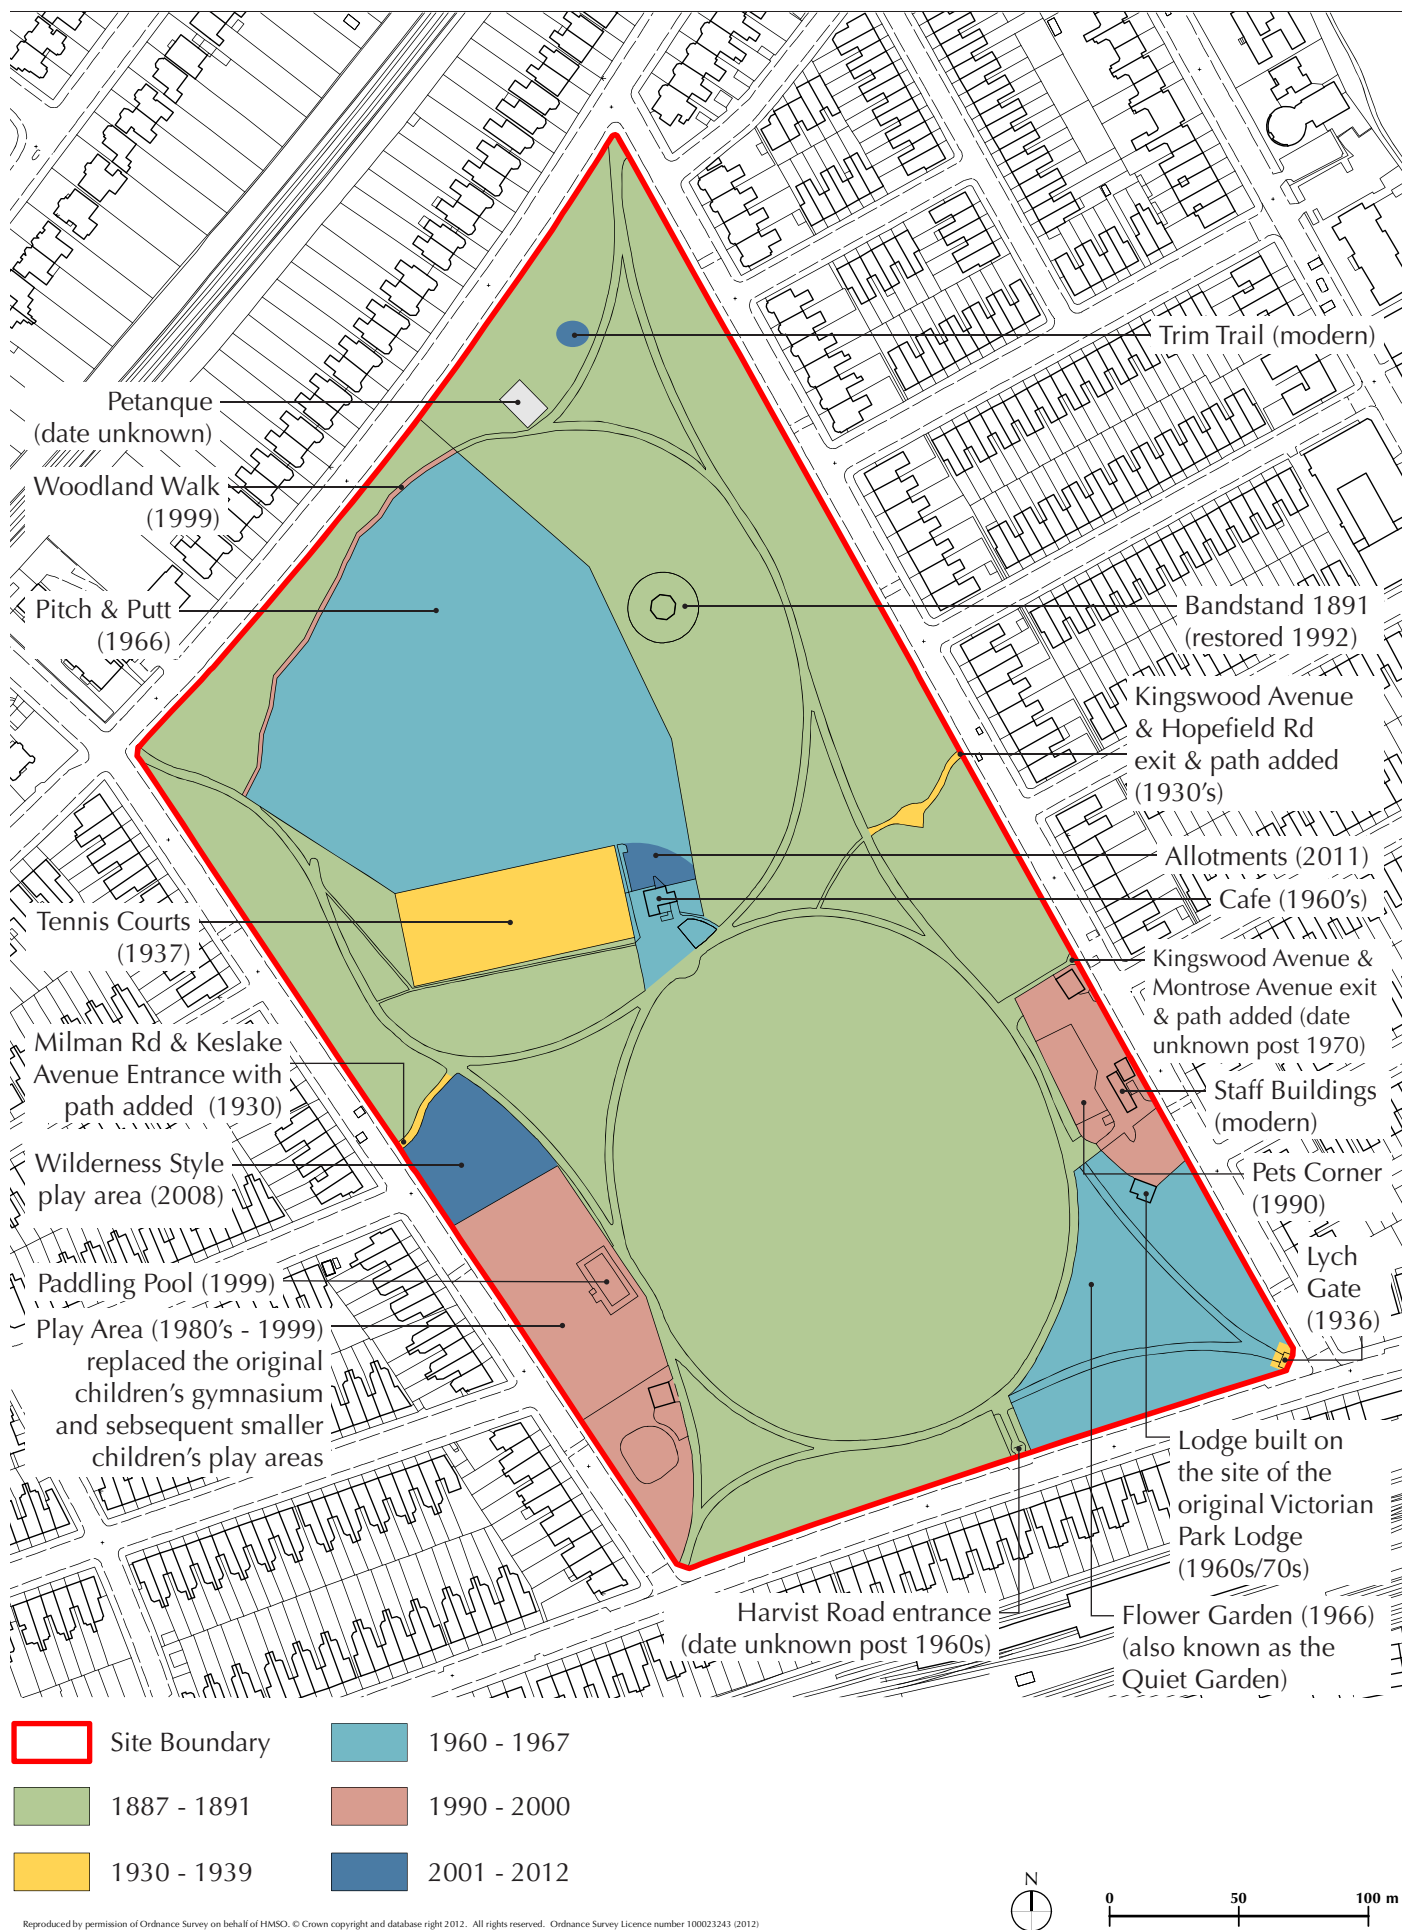 Trim Trail (modern)
Petanque
(date unknown)
Woodland Walk
(1999)
Pitch & Putt
(1966)
Bandstand 1891
(restored 1992)
Kingswood Avenue
& Hopefield Rd
exit & path added
(1930's)
Allotments (2011)
Cafe (1960's)
Tennis Courts
(1937)
Kingswood Avenue &
Montrose Avenue exit
& path added (date
unknown post 1970)
Milman Rd & Keslake
Avenue Entrance with
path added (1930)
Staff Buildings
(modern)
Wilderness Style
play area (2008)
Pets Corner
(1990)
Lych
Gate
(1936)
Paddling Pool (1999)
Play Area (1980's - 1999)
replaced the original
children's gymnasium
and sebsequent smaller
children's play areas
Lodge built on
the site of the
original Victorian
Park Lodge
(1960s/70s)
Harvist Road entrance
(date unknown post 1960s)
Flower Garden (1966)
(also known as the
Quiet Garden)
Site Boundary
1960 - 1967
1887 - 1891
1990 - 2000
1930 - 1939
2001 - 2012
N
0 50 100 m
Reproduced by permission of Ordnance Survey on behalf of HMSO. © Crown copyright and database right 2012. All rights reserved. Ordnance Survey Licence number 100023243 (2012)